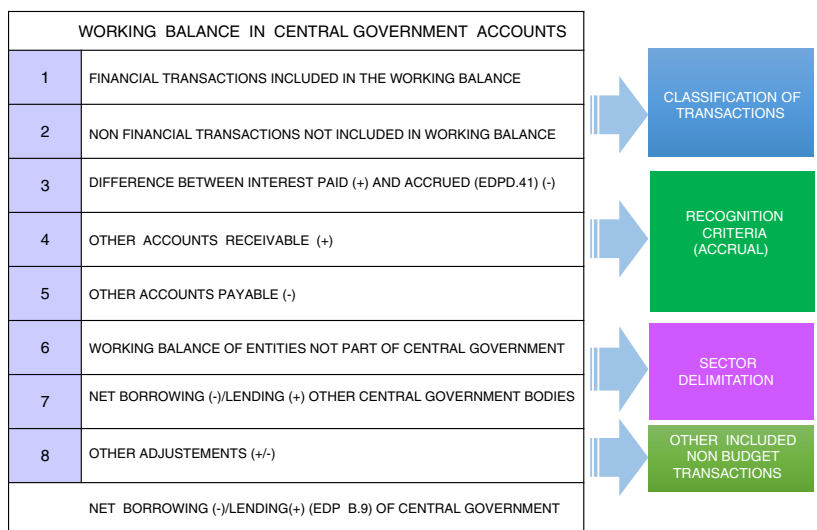 WORKING BALANCE IN CENTRAL GOVERNMENT ACCOUNTS
1 FINANCIAL TRANSACTIONS INCLUDED IN THE WORKING BALANCE
2 NON FINANCIAL TRANSACTIONS NOT INCLUDED IN WORKING BALANCE
CLASSIFICATION OF
TRANSACTIONS
3 DIFFERENCE BETWEEN INTEREST PAID (+) AND ACCRUED (EDPD.41) (-)
4 OTHER ACCOUNTS RECEIVABLE (+)
5 OTHER ACCOUNTS PAYABLE (-)
RECOGNITION
CRITERIA
(ACCRUAL)
6 WORKING BALANCE OF ENTITIES NOT PART OF CENTRAL GOVERNMENT
7 NET BORROWING (-)/LENDING (+) OTHER CENTRAL GOVERNMENT BODIES
SECTOR
DELIMITATION
8 OTHER ADJUSTEMENTS (+/-)
OTHER INCLUDED
NON BUDGET
TRANSACTIONS
NET BORROWING (-)/LENDING(+) (EDP B.9) OF CENTRAL GOVERNMENT